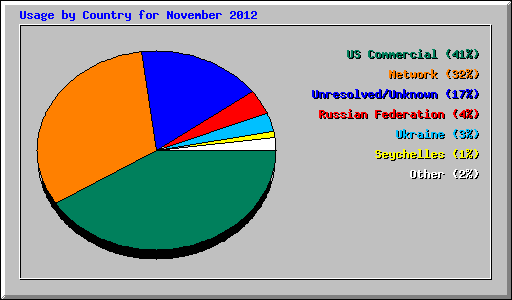 Usage by Country for November 2012
US Commercial (41%)
Network (32%)
Unresolved/Unknown (17%)
Russian Federation (4%)
Ukraine (3%)
Seychelles (1%)
Other (2%)